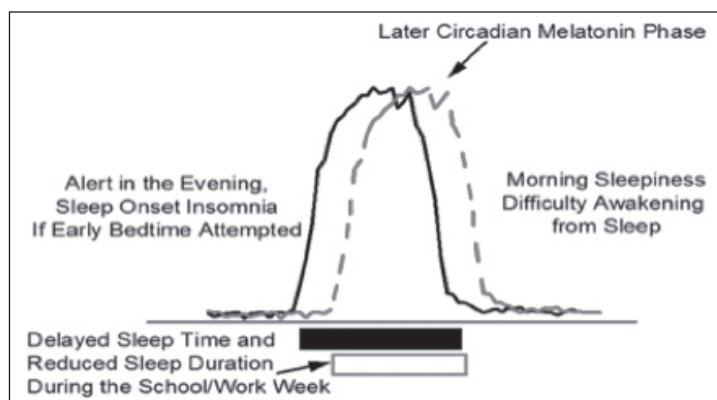 Later Circadian Melatonin Phase
Alert in the Evening,
Sleep Onset Insomnia
If Early Bedtime Attempted
Morning Sleepiness
Difficulty Awakening
from Sleep
Delayed Sleep Time and
Reduced Sleep Duration
During the School/Work Week